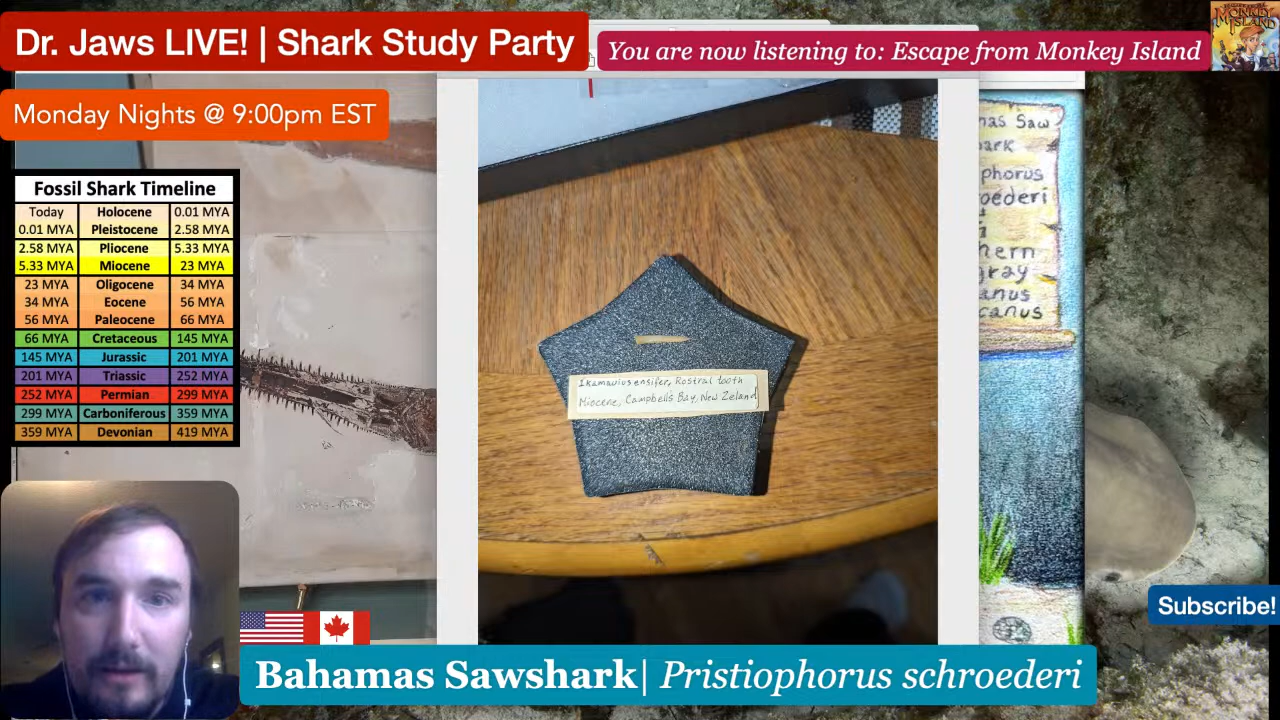 Dr. Jaws LIVE! | Shark Study Party
You are now listening to: Escape from Monkey Island
MONKEY ISLAND
Monday Nights @ 9:00pm EST
Fossil Shark Timeline
Today Holocene 0.01 MYA
0.01 MYA Pleistocene 2.58 MYA
2.58 MYA Pliocene 5.33 MYA
5.33 MYA Miocene 23 MYA
23 MYA Oligocene 34 MYA
34 MYA Eocene 56 MYA
56 MYA Paleocene 66 MYA
66 MYA Cretaceous 145 MYA
145 MYA Jurassic 201 MYA
201 MYA Triassic 252 MYA
252 MYA Permian 299 MYA
299 MYA Carboniferous 359 MYA
359 MYA Devonian 419 MYA
Rostral tooth
Miocene, Campbells Bay, New Zeland
nas Saw
ark
phorus
oederi
hern
gray
anus
canus
Subscribe!
Bahamas Sawshark| Pristiophorus schroederi